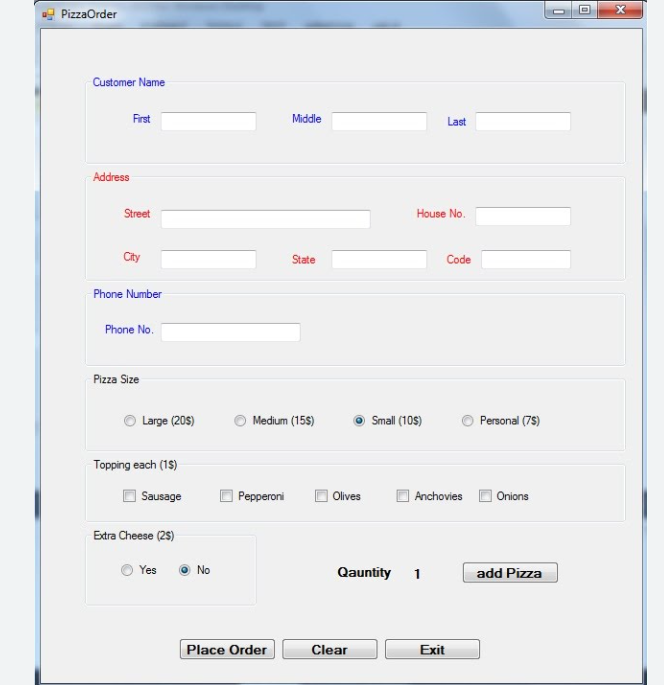 PizzaOrder
Customer Name
First Middle Last
Address
Street House No.
City State Code
Phone Number
Phone No.
Pizza Size
Large (20$) Medium (15$) Small (10$) Personal (7$)
Topping each (1$)
Sausage Pepperoni Olives Anchovies Onions
Extra Cheese (2$)
Yes No Qauntity 1 add Pizza
Place Order Clear Exit